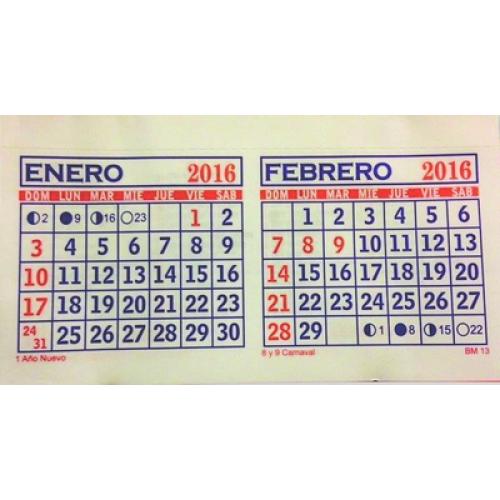 ENERO 2016
DOM LUN MAR MIE JUE VIE SAB
2 9 16 23 1 2
3 4 5 6 7 8 9
10 11 12 13 14 15 16
17 18 19 20 21 22 23
24 31 25 26 27 28 29 30
1 Año Nuevo
FEBRERO 2016
DOM LUN MAR MIE JUE VIE SAB
1 2 3 4 5 6
7 8 9 10 11 12 13
14 15 16 17 18 19 20
21 22 23 24 25 26 27
28 29 1 8 15 22
8 y 9 Carnaval BM 13